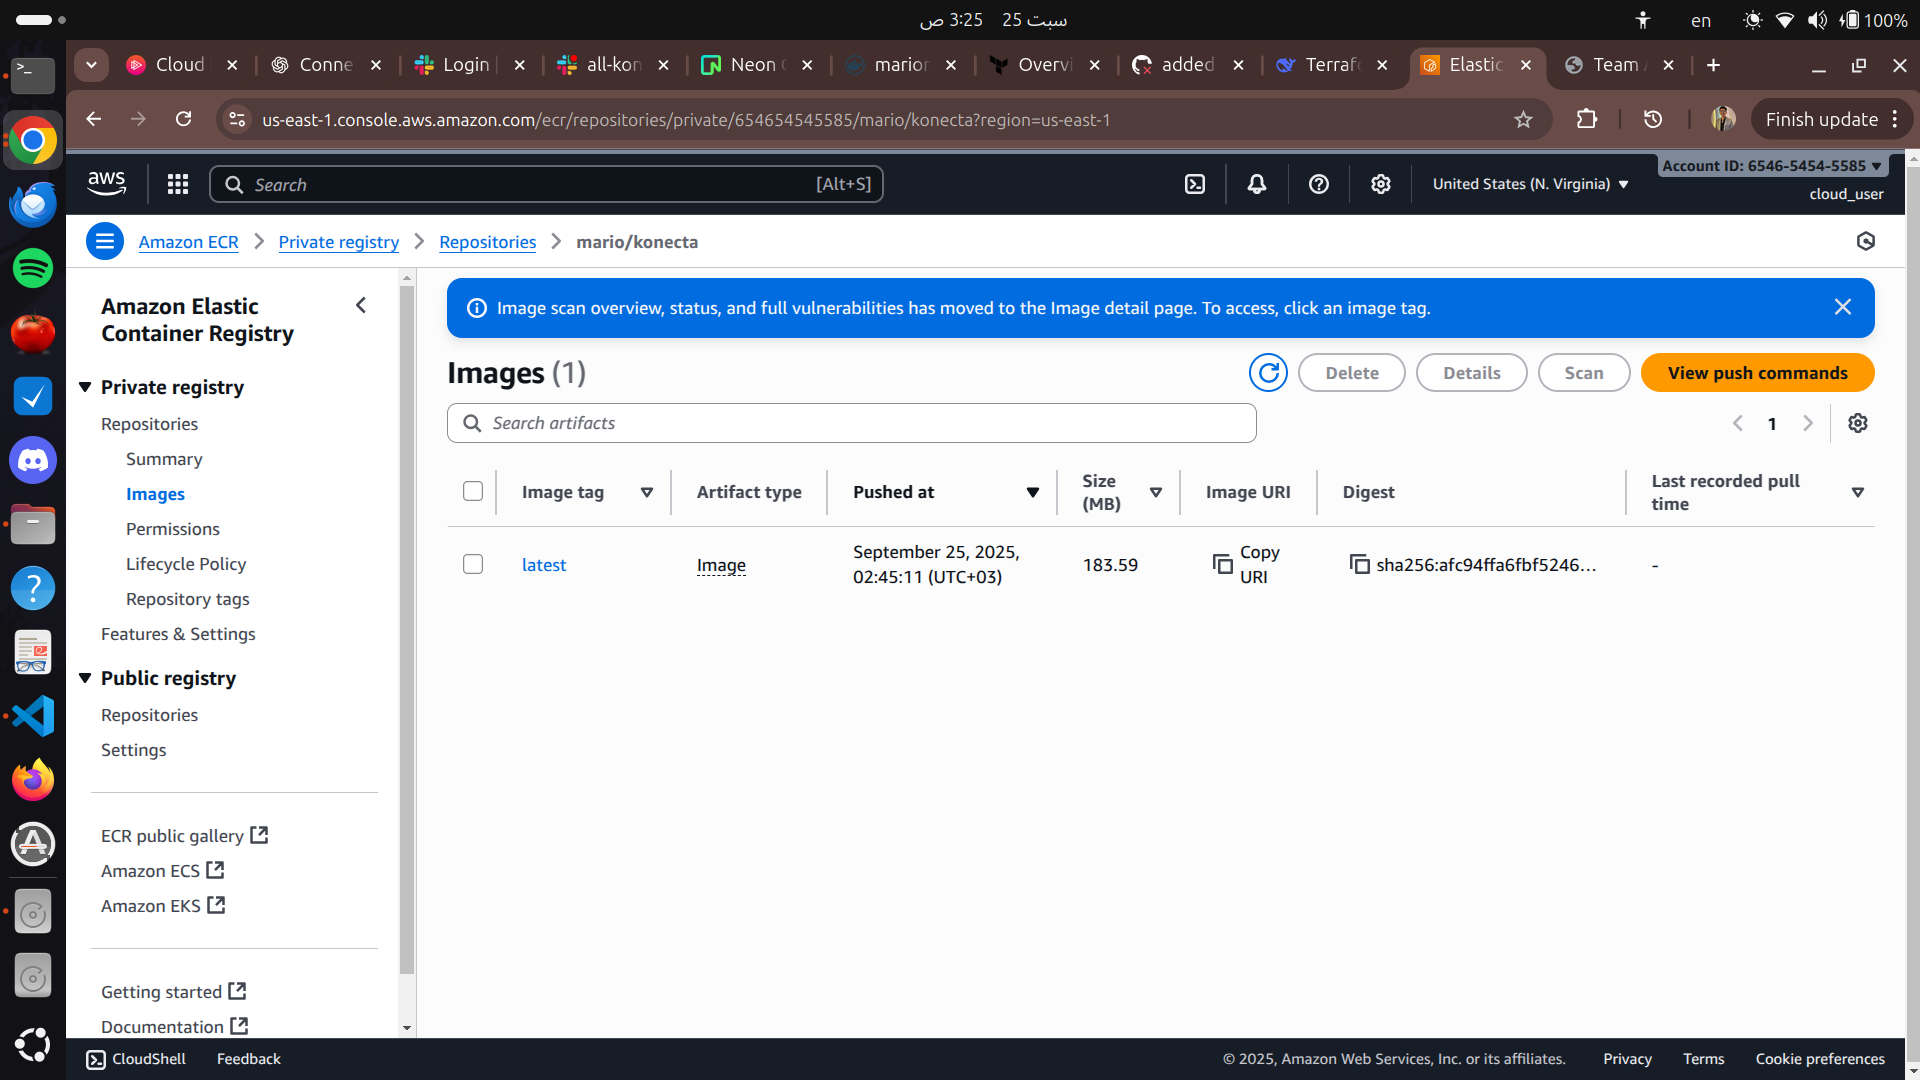 سبت 25   3:25 ص
en
100%
Cloud
Conne
Login
all-kon
Neon
marior
Overvi
added
Terrafo
Elastic
Team
us-east-1.console.aws.amazon.com/ecr/repositories/private/654654545585/mario/konecta?region=us-east-1
Finish update
aws
Search
[Alt+S]
United States (N. Virginia)
Account ID: 6546-5454-5585
cloud_user
Amazon ECR
Private registry
Repositories
mario/konecta
Amazon Elastic
Container Registry
Private registry
Repositories
Summary
Images
Permissions
Lifecycle Policy
Repository tags
Features & Settings
Public registry
Repositories
Settings
ECR public gallery
Amazon ECS
Amazon EKS
Getting started
Documentation
Image scan overview, status, and full vulnerabilities has moved to the Image detail page. To access, click an image tag.
Images (1)
Delete
Details
Scan
View push commands
Search artifacts
1
Image tag
Artifact type
Pushed at
Size
(MB)
Image URI
Digest
Last recorded pull
time
latest
Image
September 25, 2025,
02:45:11 (UTC+03)
183.59
Copy
URI
sha256:afc94ffa6fbf5246...
-
CloudShell
Feedback
© 2025, Amazon Web Services, Inc. or its affiliates.
Privacy
Terms
Cookie preferences